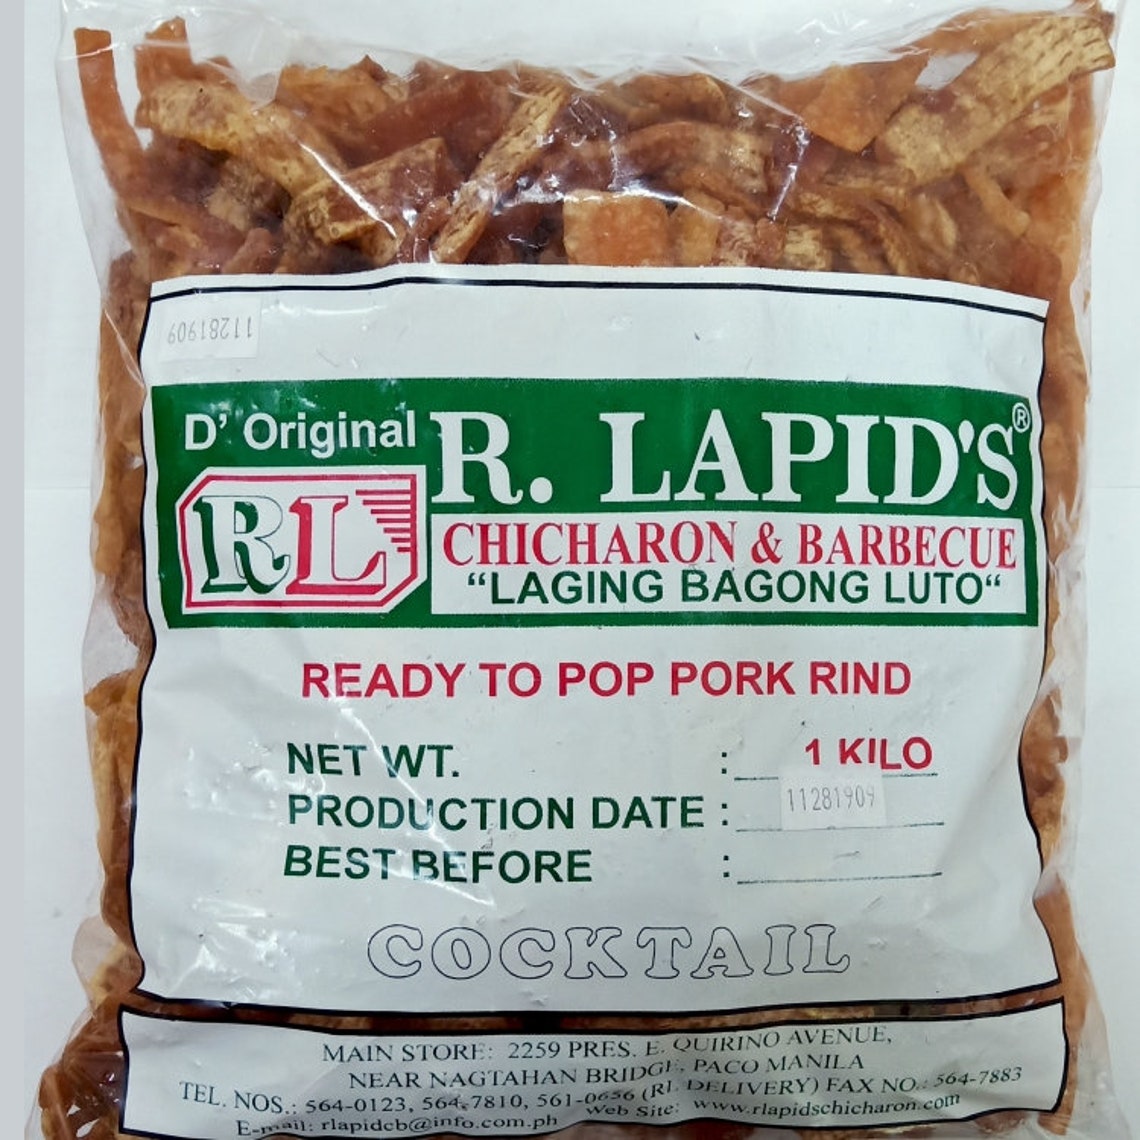 11281909
D' Original R. LAPID'S®
RL
CHICHARON & BARBECUE
“LAGING BAGONG LUTO“
READY TO POP PORK RIND
NET WT. : 1 KILO
PRODUCTION DATE : 11281909
BEST BEFORE :
COCKTAIL
MAIN STORE: 2259 PRES. E. QUIRINO AVENUE,
NEAR NAGTAHAN BRIDGE, PACO MANILA
TEL. NOS.: 564-0123, 564-7810, 561-0656 (RL DELIVERY) FAX NO.: 564-7883
E-mail: rlapidcb@info.com.ph Web Site: www.rlapidschicharon.com